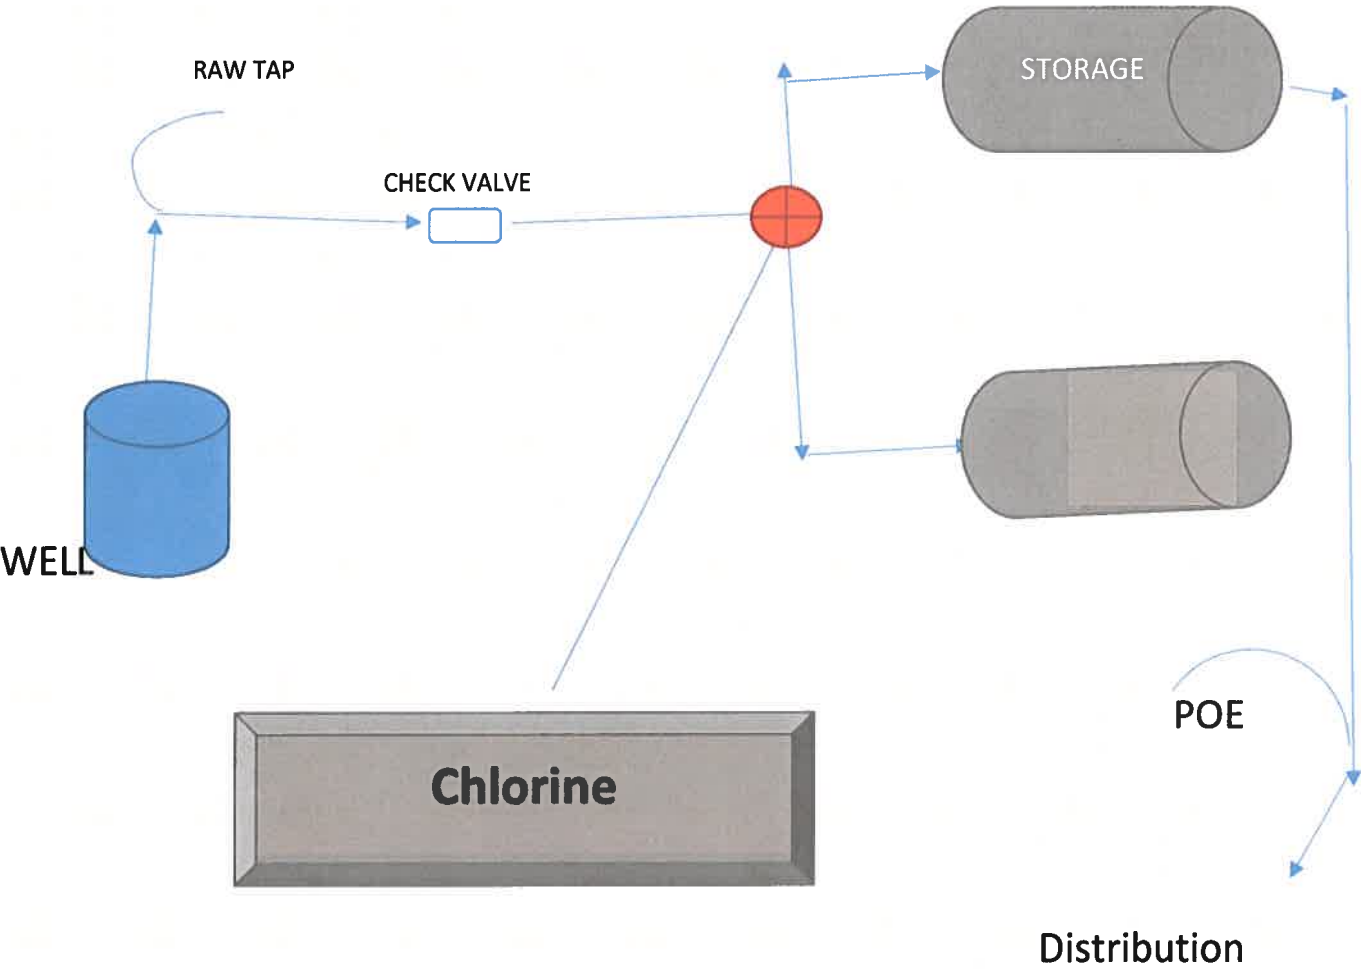 RAW TAP
STORAGE
CHECK VALVE
WELL
POE
Chlorine
Distribution